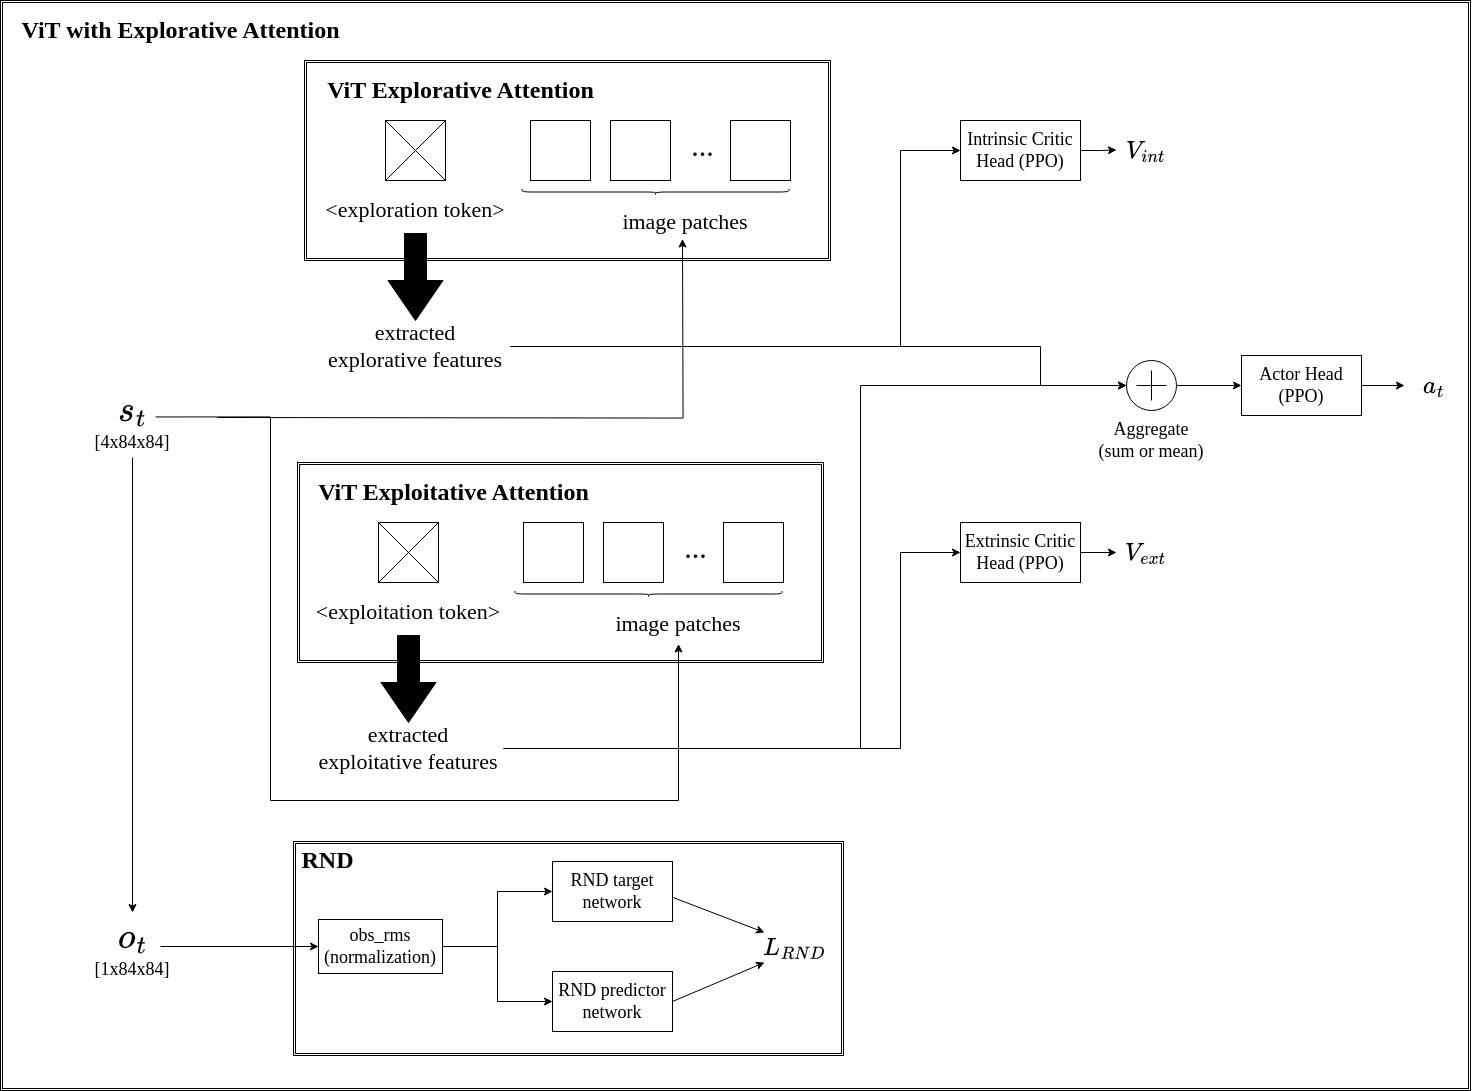 ViT with Explorative Attention
ViT Explorative Attention
...
<exploration token>
image patches
extracted
explorative features
Intrinsic Critic
Head (PPO)
V_{int}
s_t
[4x84x84]
Aggregate
(sum or mean)
Actor Head
(PPO)
a_t
ViT Exploitative Attention
...
<exploitation token>
image patches
extracted
exploitative features
Extrinsic Critic
Head (PPO)
V_{ext}
RND
o_t
[1x84x84]
obs_rms
(normalization)
RND target
network
RND predictor
network
L_{RND}